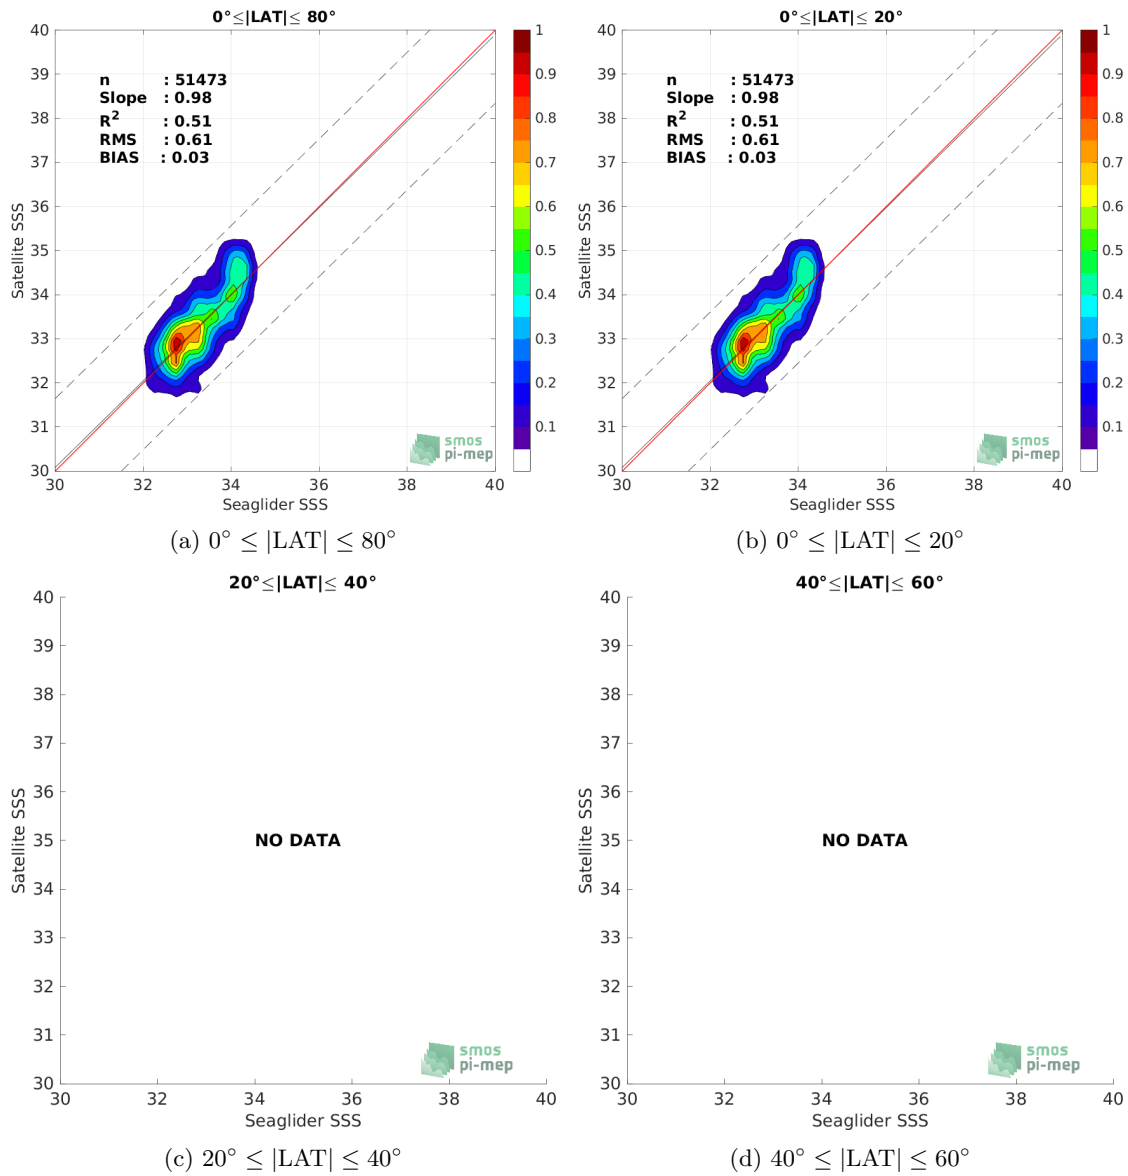 0°≤|LAT|≤ 80°
40
39
38
37
36
35
34
33
32
31
30
30
32
34
36
38
40
Satellite SSS
Seaglider SSS
n : 51473
Slope : 0.98
R² : 0.51
RMS : 0.61
BIAS : 0.03
1
0.9
0.8
0.7
0.6
0.5
0.4
0.3
0.2
0.1
smos
pi-mep
(a) 0° ≤ |LAT| ≤ 80°
0°≤|LAT|≤ 20°
40
39
38
37
36
35
34
33
32
31
30
30
32
34
36
38
40
Satellite SSS
Seaglider SSS
n : 51473
Slope : 0.98
R² : 0.51
RMS : 0.61
BIAS : 0.03
1
0.9
0.8
0.7
0.6
0.5
0.4
0.3
0.2
0.1
smos
pi-mep
(b) 0° ≤ |LAT| ≤ 20°
20°≤|LAT|≤ 40°
40
39
38
37
36
35
34
33
32
31
30
30
32
34
36
38
40
Satellite SSS
Seaglider SSS
NO DATA
smos
pi-mep
(c) 20° ≤ |LAT| ≤ 40°
40°≤|LAT|≤ 60°
40
39
38
37
36
35
34
33
32
31
30
30
32
34
36
38
40
Satellite SSS
Seaglider SSS
NO DATA
smos
pi-mep
(d) 40° ≤ |LAT| ≤ 60°